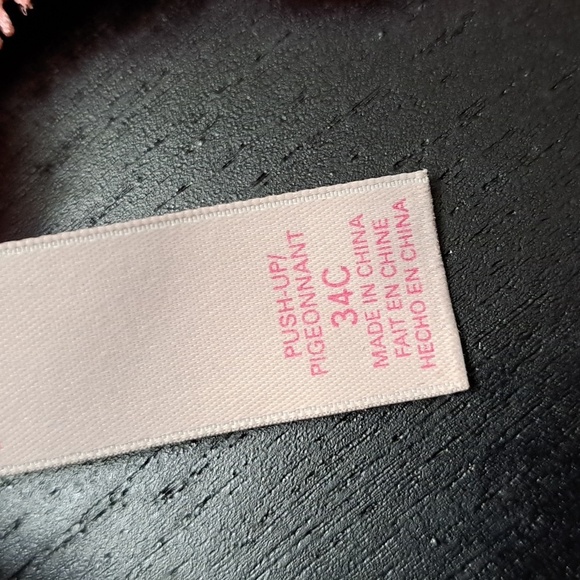 PUSH-UP/
PIGEONNANT
34C
MADE IN CHINA
FAIT EN CHINE
HECHO EN CHINA